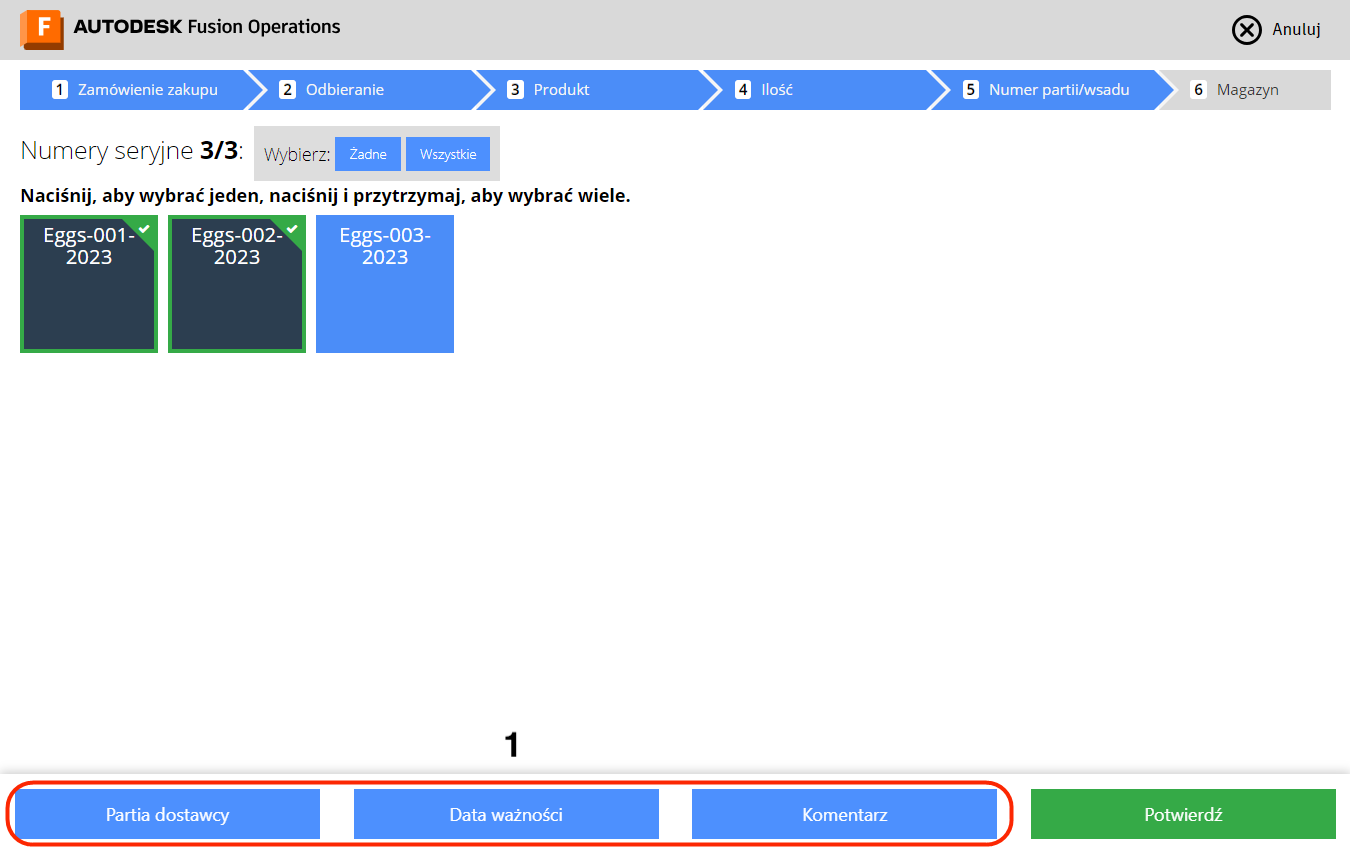 F AUTODESK Fusion Operations
Anuluj
1 Zamówienie zakupu
2 Odbieranie
3 Produkt
4 Ilość
5 Numer partii/wsadu
6 Magazyn
Numery seryjne 3/3:
Wybierz: Żadne Wszystkie
Naciśnij, aby wybrać jeden, naciśnij i przytrzymaj, aby wybrać wiele.
Eggs-001-
2023
Eggs-002-
2023
Eggs-003-
2023
1
Partia dostawcy
Data ważności
Komentarz
Potwierdź